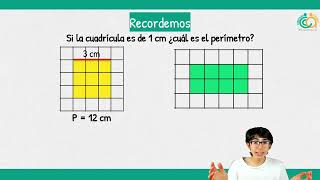 Recordemos
Si la cuadrícula es de 1 cm ¿cuál es el perímetro?
3 cm
P = 12 cm